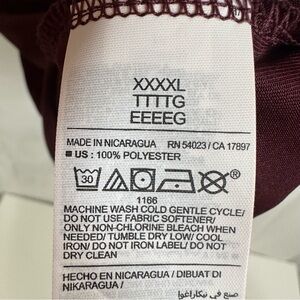 XXXXL
TTTTG
EEEEG
MADE IN NICARAGUA RN 54023 / CA 17897
■ US : 100% POLYESTER
30
1166
MACHINE WASH COLD GENTLE CYCLE/
DO NOT USE FABRIC SOFTENER/
ONLY NON-CHLORINE BLEACH WHEN
NEEDED/ TUMBLE DRY LOW/ COOL
IRON/ DO NOT IRON LABEL/ DO NOT
DRY CLEAN
HECHO EN NICARAGUA / DIBUAT DI
NIKARAGUA /
صنع في نيكاراغوا